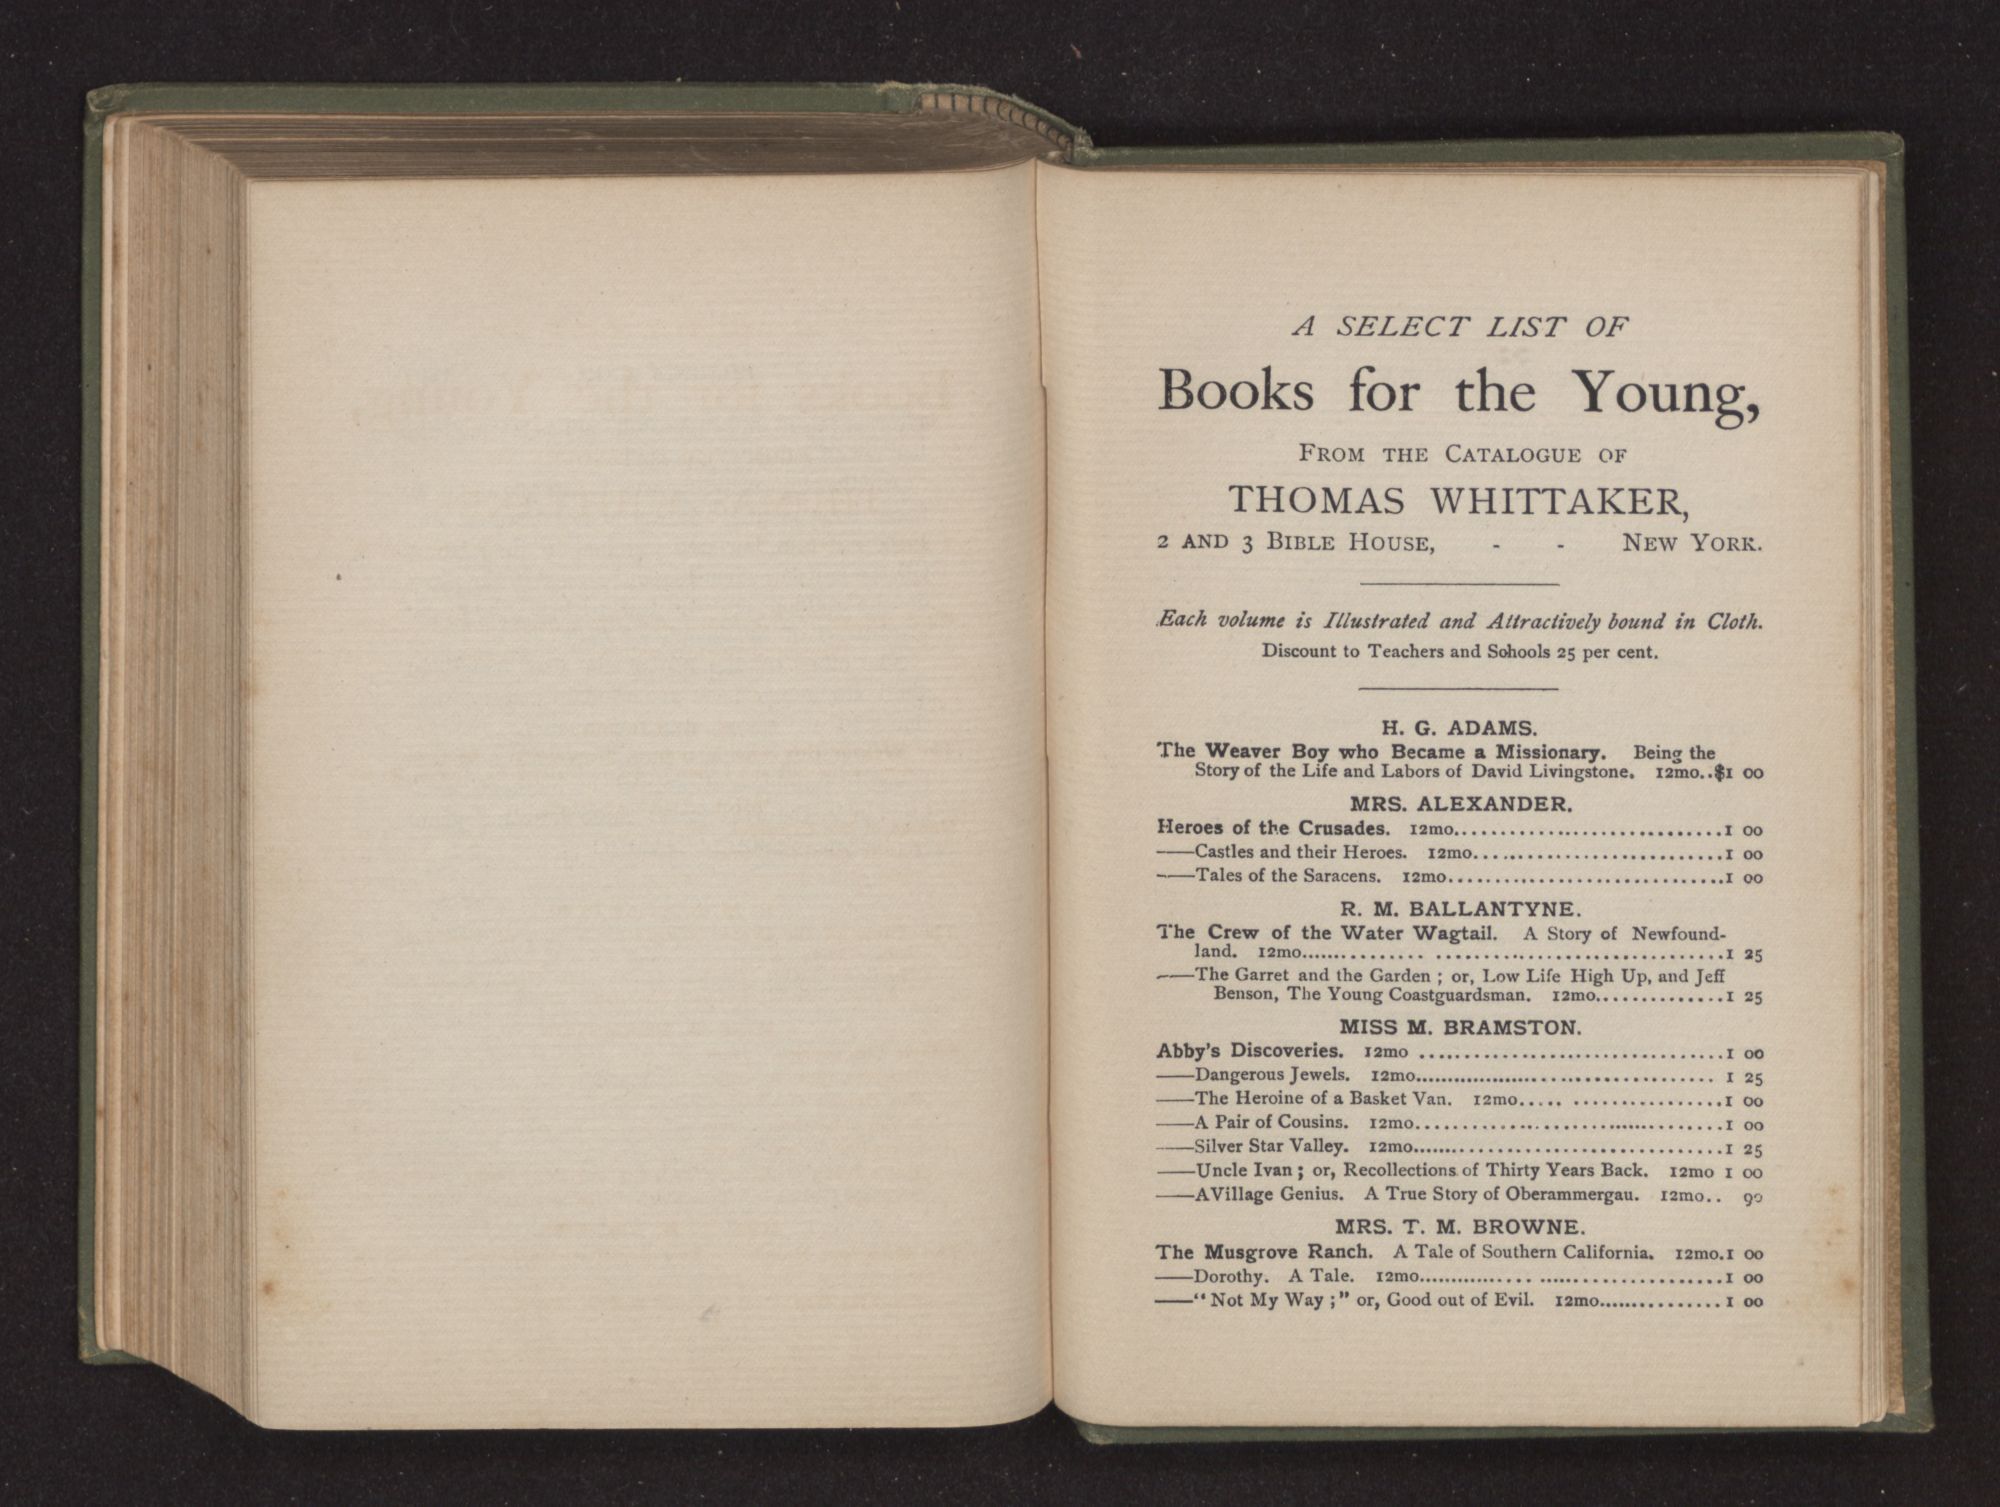 A SELECT LIST OF
Books for the Young,
FROM THE CATALOGUE OF
THOMAS WHITTAKER,
2 AND 3 BIBLE HOUSE, - - NEW YORK.
Each volume is Illustrated and Attractively bound in Cloth.
Discount to Teachers and Schools 25 per cent.
H. G. ADAMS.
The Weaver Boy who Became a Missionary. Being the
Story of the Life and Labors of David Livingstone. 12mo..$1 00
MRS. ALEXANDER.
Heroes of the Crusades. 12mo..............................1 00
——Castles and their Heroes. 12mo............................1 00
——Tales of the Saracens. 12mo..............................1 00
R. M. BALLANTYNE.
The Crew of the Water Wagtail. A Story of Newfound-
land. 12mo............... ................................1 25
——The Garret and the Garden ; or, Low Life High Up, and Jeff
Benson, The Young Coastguardsman. 12mo..............1 25
MISS M. BRAMSTON.
Abby's Discoveries. 12mo .................................1 00
——Dangerous Jewels. 12mo.................................. 1 25
——The Heroine of a Basket Van. 12mo..... .................1 00
——A Pair of Cousins. 12mo..................................1 00
——Silver Star Valley. 12mo..................................1 25
——Uncle Ivan ; or, Recollections of Thirty Years Back. 12mo 1 00
——A Village Genius. A True Story of Oberammergau. 12mo.. 90
MRS. T. M. BROWNE.
The Musgrove Ranch. A Tale of Southern California. 12mo.1 00
——Dorothy. A Tale. 12mo................ ......................1 00
——“ Not My Way ;” or, Good out of Evil. 12mo..............1 00